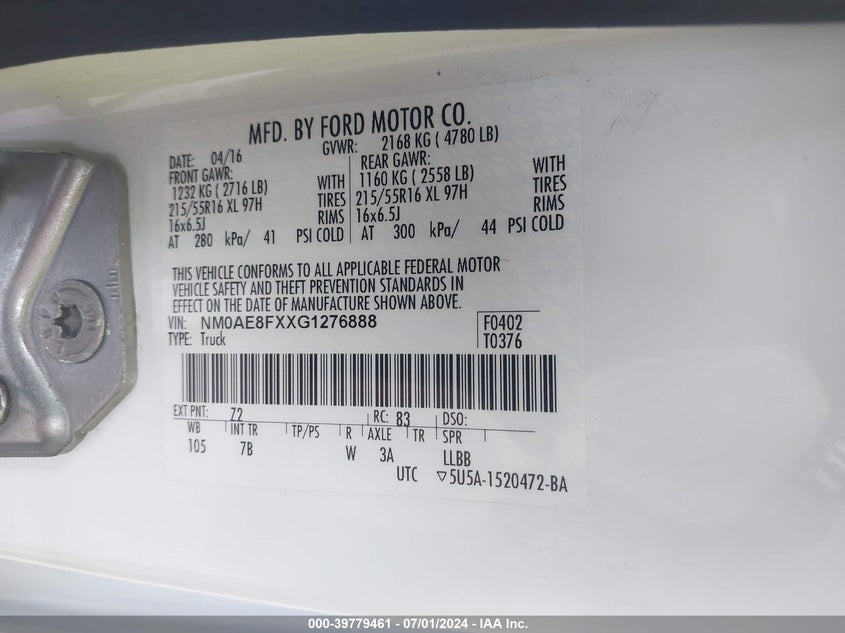 MFD. BY FORD MOTOR CO.
DATE: 04/16 GVWR: 2168 KG ( 4780 LB)
FRONT GAWR: REAR GAWR:
1232 KG ( 2716 LB) WITH 1160 KG ( 2558 LB) WITH
215/55R16 XL 97H TIRES 215/55R16 XL 97H TIRES
16x6.5J RIMS 16x6.5J RIMS
AT 280 kPa/ 41 PSI COLD AT 300 kPa/ 44 PSI COLD
THIS VEHICLE CONFORMS TO ALL APPLICABLE FEDERAL MOTOR
VEHICLE SAFETY AND THEFT PREVENTION STANDARDS IN
EFFECT ON THE DATE OF MANUFACTURE SHOWN ABOVE.
VIN: NM0AE8FXXG1276888 F0402
TYPE: Truck T0376
EXT PNT: Z2 RC: 83 DSO:
WB INT TR TP/PS R AXLE TR SPR
105 7B W 3A LLBB
UTC ▽5U5A-1520472-BA
000-39779461 - 07/01/2024 - IAA Inc.